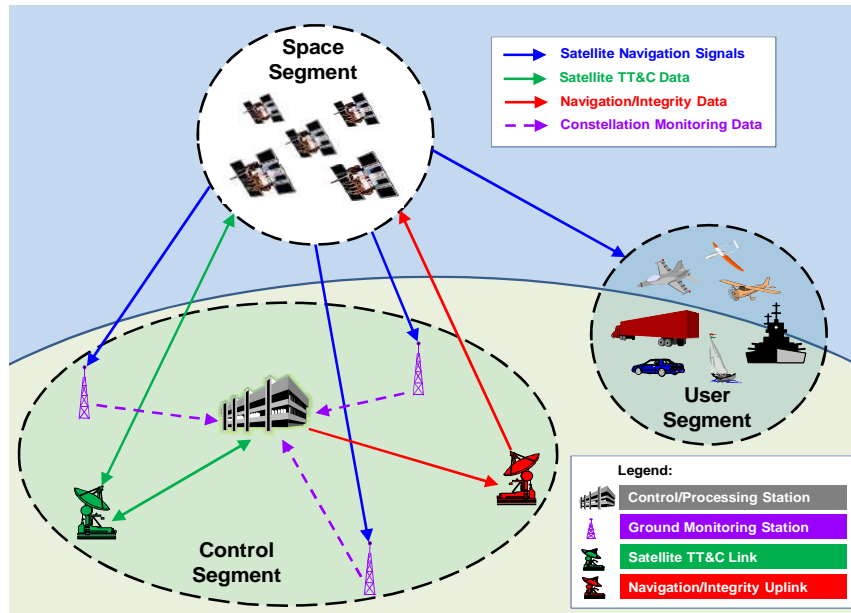 Space
Segment
Satellite Navigation Signals
Satellite TT&C Data
Navigation/Integrity Data
Constellation Monitoring Data
User
Segment
Control
Segment
Legend:
Control/Processing Station
Ground Monitoring Station
Satellite TT&C Link
Navigation/Integrity Uplink